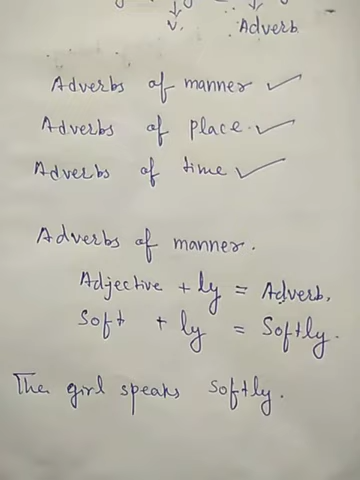 v. Adverb
Adverbs of manner
Adverbs of place.
Adverbs of time
Adverbs of manner.
Adjective + ly = Adverb.
Soft + ly = Softly.
The girl speaks softly.